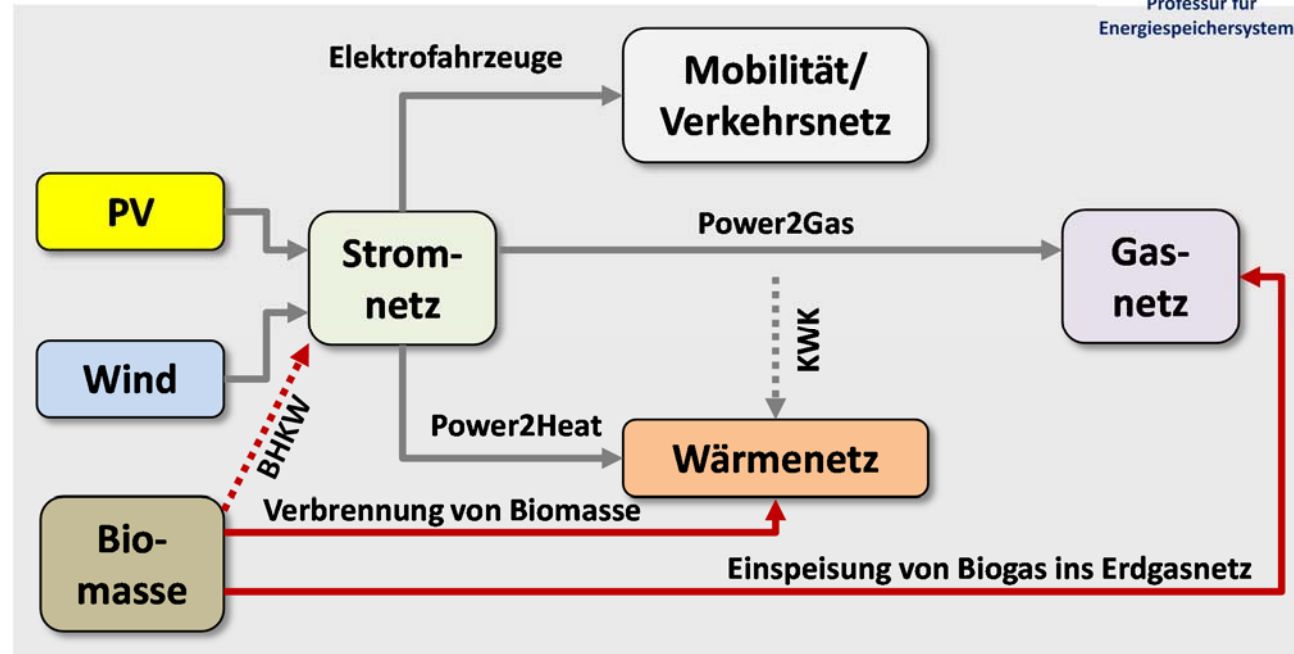 Professur für
Energiespeichersystem
Elektrofahrzeuge
Mobilität/
Verkehrsnetz
PV
Power2Gas
Strom-
netz
Gas-
netz
KWK
Wind
BHKW
Power2Heat
Wärmenetz
Verbrennung von Biomasse
Bio-
masse
Einspeisung von Biogas ins Erdgasnetz